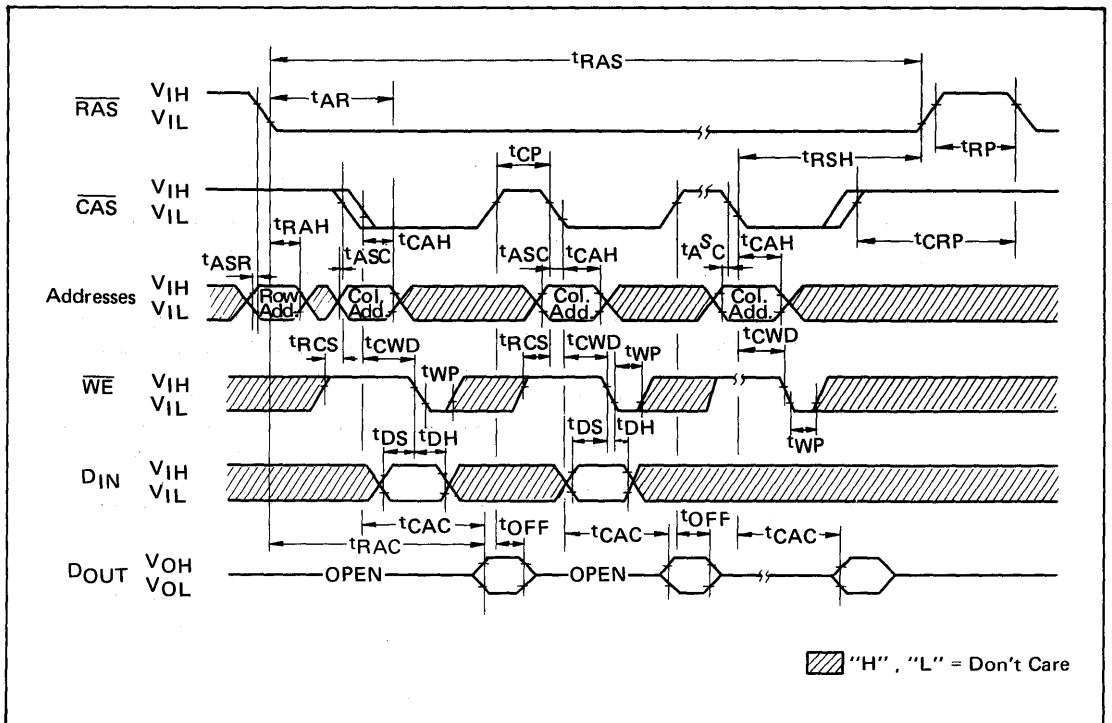 tRAS
tAR
RAS VIH
VIL
tRSH
tRP
tCP
CAS VIH
VIL
tRAH
tCAH
tASC
tASC
tCAH
tASC
tCAH
tCRP
tASR
Addresses VIH
VIL
Row Add.
Col. Add.
Col. Add.
Col. Add.
tRCS
tCWD
tWP
tRCS
tCWD
tWP
tCWD
WE VIH
VIL
tWP
tDS
tDH
tDS
tDH
DIN VIH
VIL
tCAC
tOFF
tCAC
tOFF
tCAC
tRAC
DOUT VOH
VOL
OPEN
OPEN
"H", "L" = Don't Care